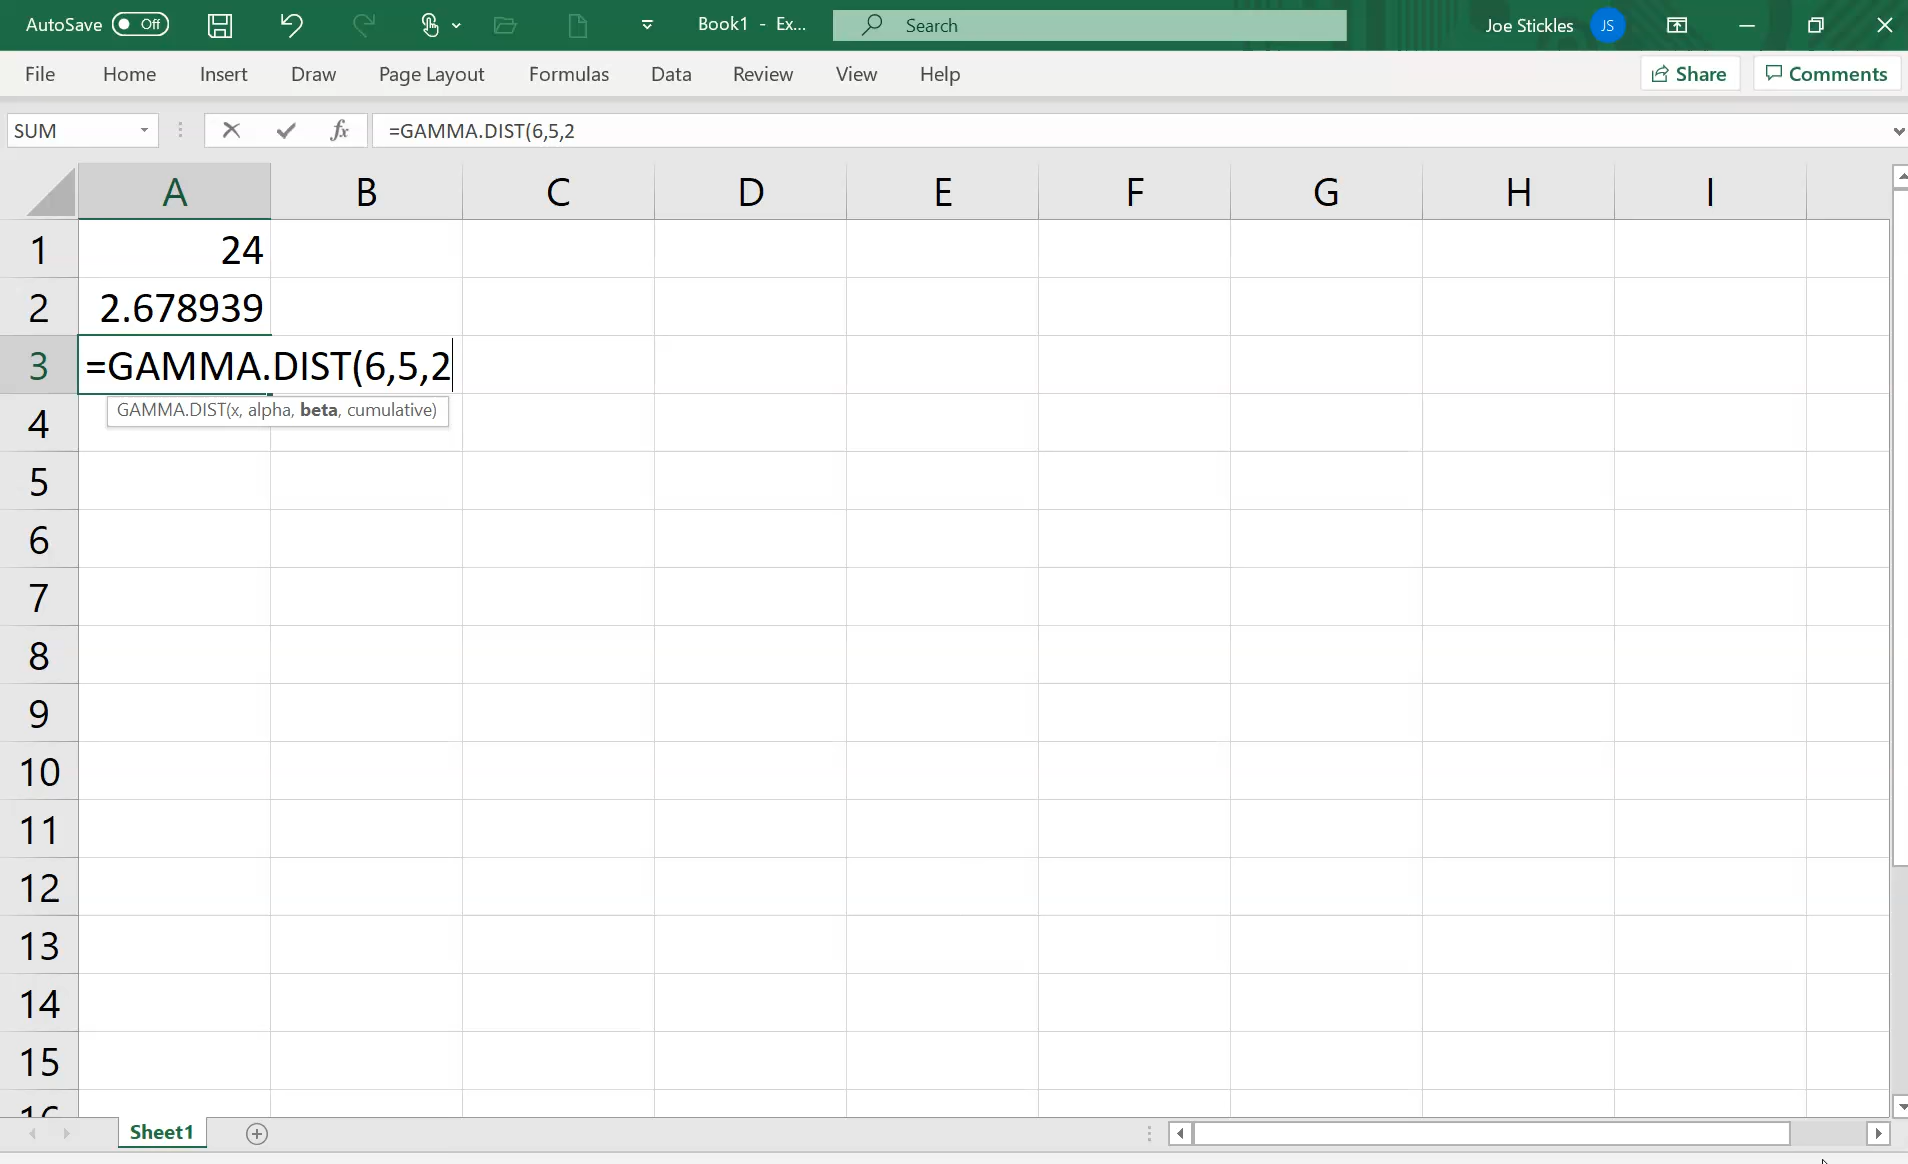 AutoSave Off Book1 - Ex... Search Joe Stickles JS
File Home Insert Draw Page Layout Formulas Data Review View Help Share Comments
SUM fx =GAMMA.DIST(6,5,2
A B C D E F G H I
1 24
2 2.678939
3 =GAMMA.DIST(6,5,2
GAMMA.DIST(x, alpha, beta, cumulative)
4
5
6
7
8
9
10
11
12
13
14
15
16
Sheet1